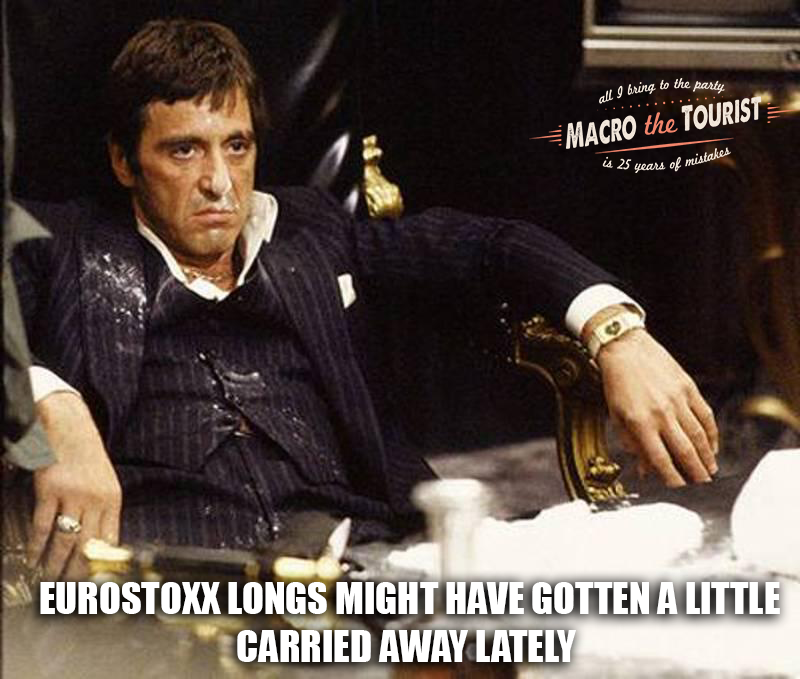 all I bring to the party
MACRO the TOURIST
is 25 years of mistakes
EUROSTOXX LONGS MIGHT HAVE GOTTEN A LITTLE
CARRIED AWAY LATELY